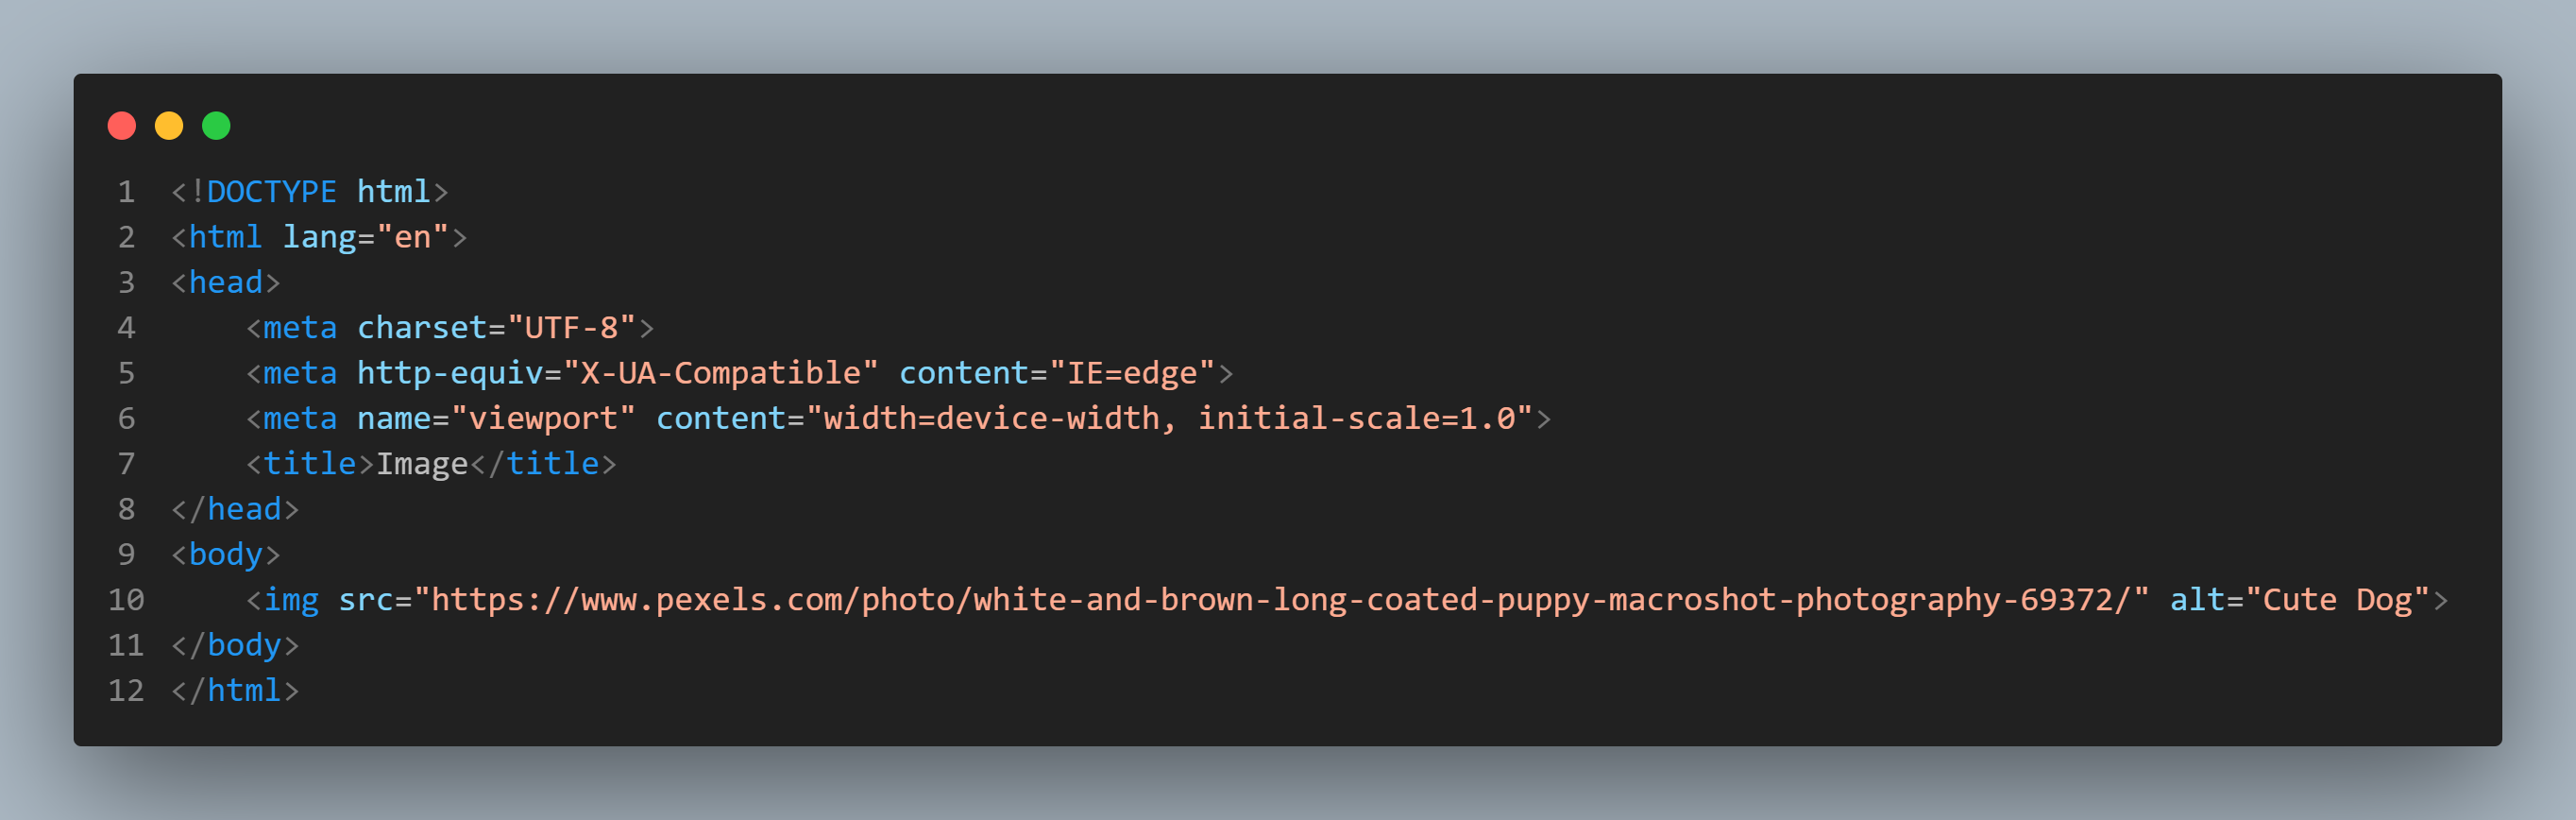 1 <!DOCTYPE html>
2 <html lang="en">
3 <head>
4     <meta charset="UTF-8">
5     <meta http-equiv="X-UA-Compatible" content="IE=edge">
6     <meta name="viewport" content="width=device-width, initial-scale=1.0">
7     <title>Image</title>
8 </head>
9 <body>
10     <img src="https://www.pexels.com/photo/white-and-brown-long-coated-puppy-macroshot-photography-69372/" alt="Cute Dog">
11 </body>
12 </html>